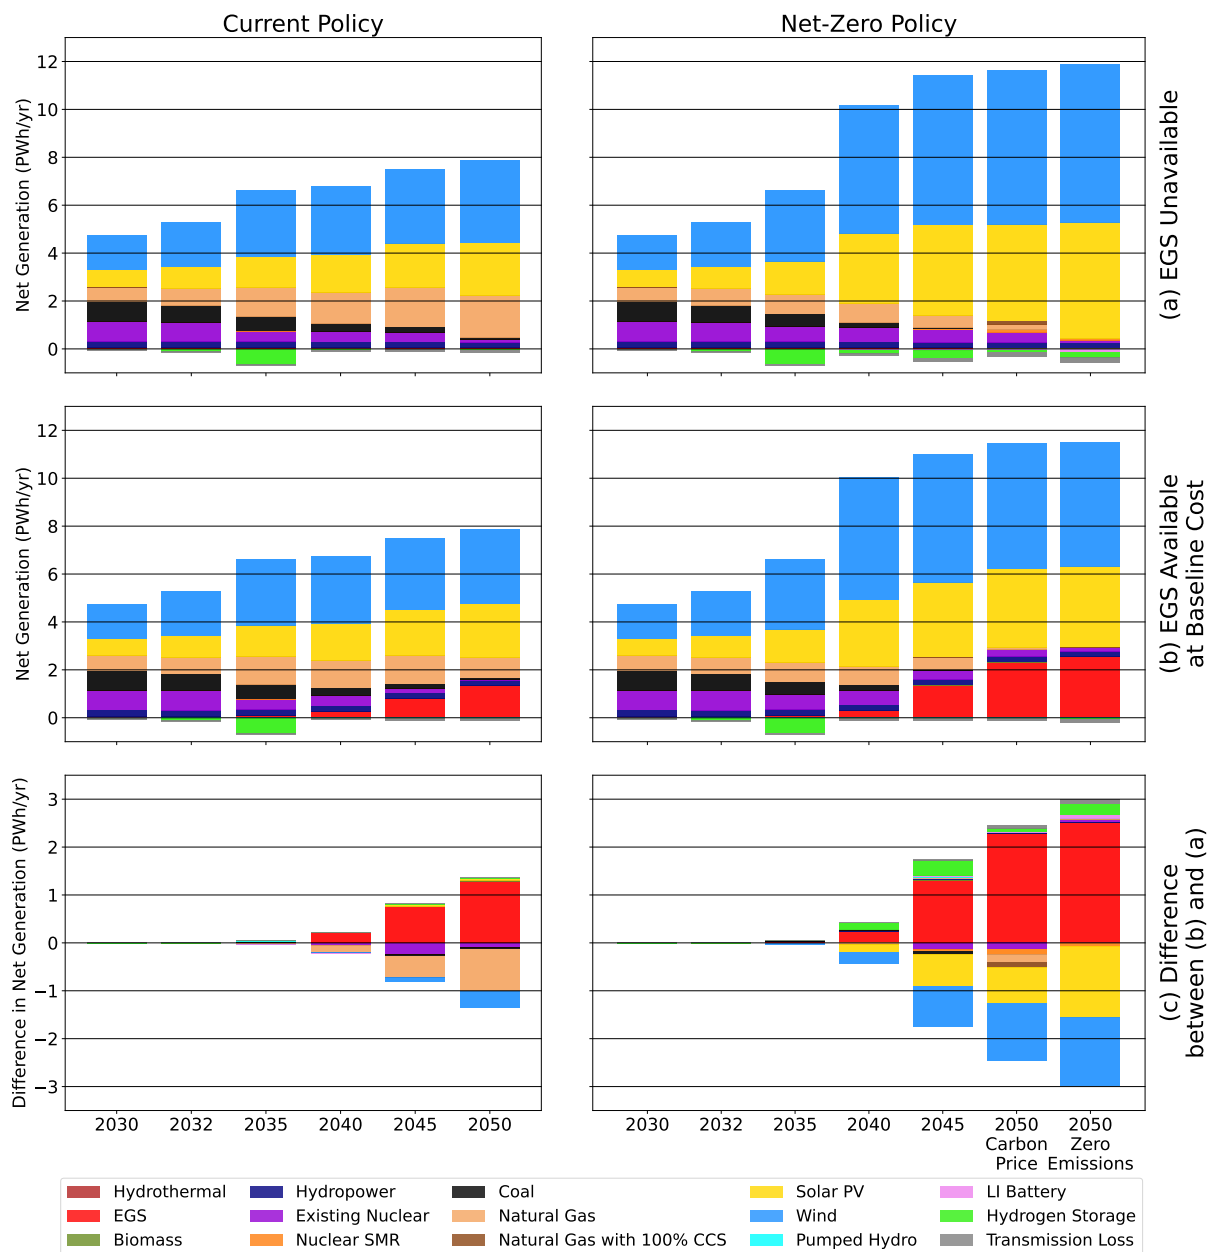 Current Policy
Net-Zero Policy
Net Generation (PWh/yr)
12
10
8
6
4
2
0
(a) EGS Unavailable
Net Generation (PWh/yr)
12
10
8
6
4
2
0
(b) EGS Available
at Baseline Cost
Difference in Net Generation (PWh/yr)
3
2
1
0
−1
−2
−3
(c) Difference
between (b) and (a)
2030 2032 2035 2040 2045 2050
2030 2032 2035 2040 2045 2050 2050
Carbon Zero
Price Emissions
Hydrothermal Hydropower Coal Solar PV LI Battery
EGS Existing Nuclear Natural Gas Wind Hydrogen Storage
Biomass Nuclear SMR Natural Gas with 100% CCS Pumped Hydro Transmission Loss